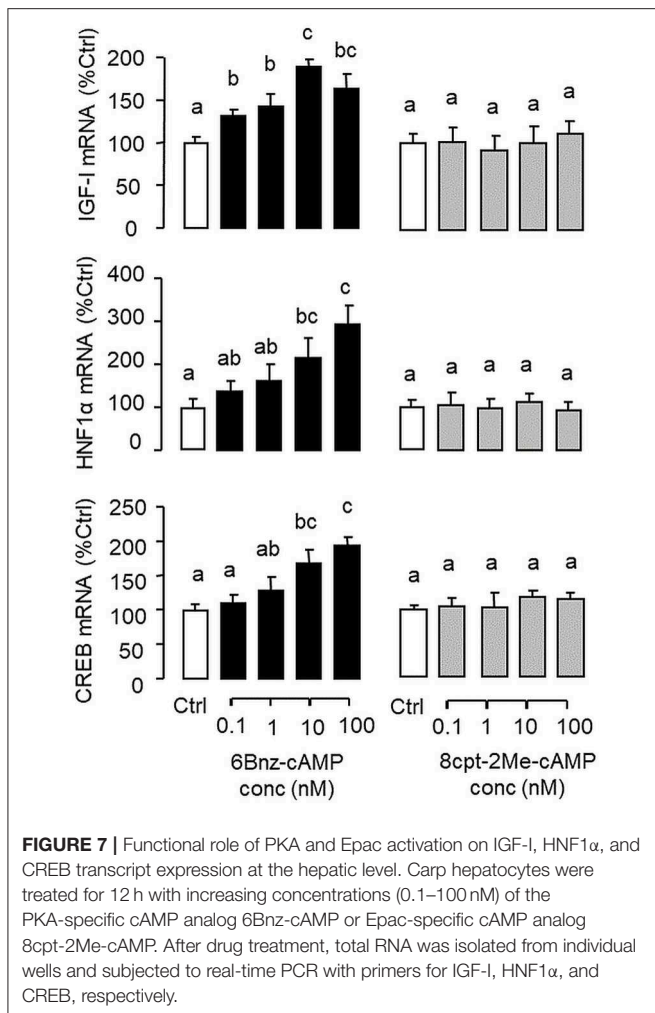 IGF-I mRNA (%Ctrl)
200
150
100
50
0
a
b
b
c
bc
a
a
a
a
a
HNF1α mRNA (%Ctrl)
400
300
200
100
0
a
ab
ab
bc
c
a
a
a
a
a
CREB mRNA (%Ctrl)
250
200
150
100
50
0
a
a
ab
bc
c
a
a
a
a
a
Ctrl
0.1
1
10
100
6Bnz-cAMP
conc (nM)
Ctrl
0.1
1
10
100
8cpt-2Me-cAMP
conc (nM)
FIGURE 7 | Functional role of PKA and Epac activation on IGF-I, HNF1α, and
CREB transcript expression at the hepatic level. Carp hepatocytes were
treated for 12 h with increasing concentrations (0.1–100 nM) of the
PKA-specific cAMP analog 6Bnz-cAMP or Epac-specific cAMP analog
8cpt-2Me-cAMP. After drug treatment, total RNA was isolated from individual
wells and subjected to real-time PCR with primers for IGF-I, HNF1α, and
CREB, respectively.